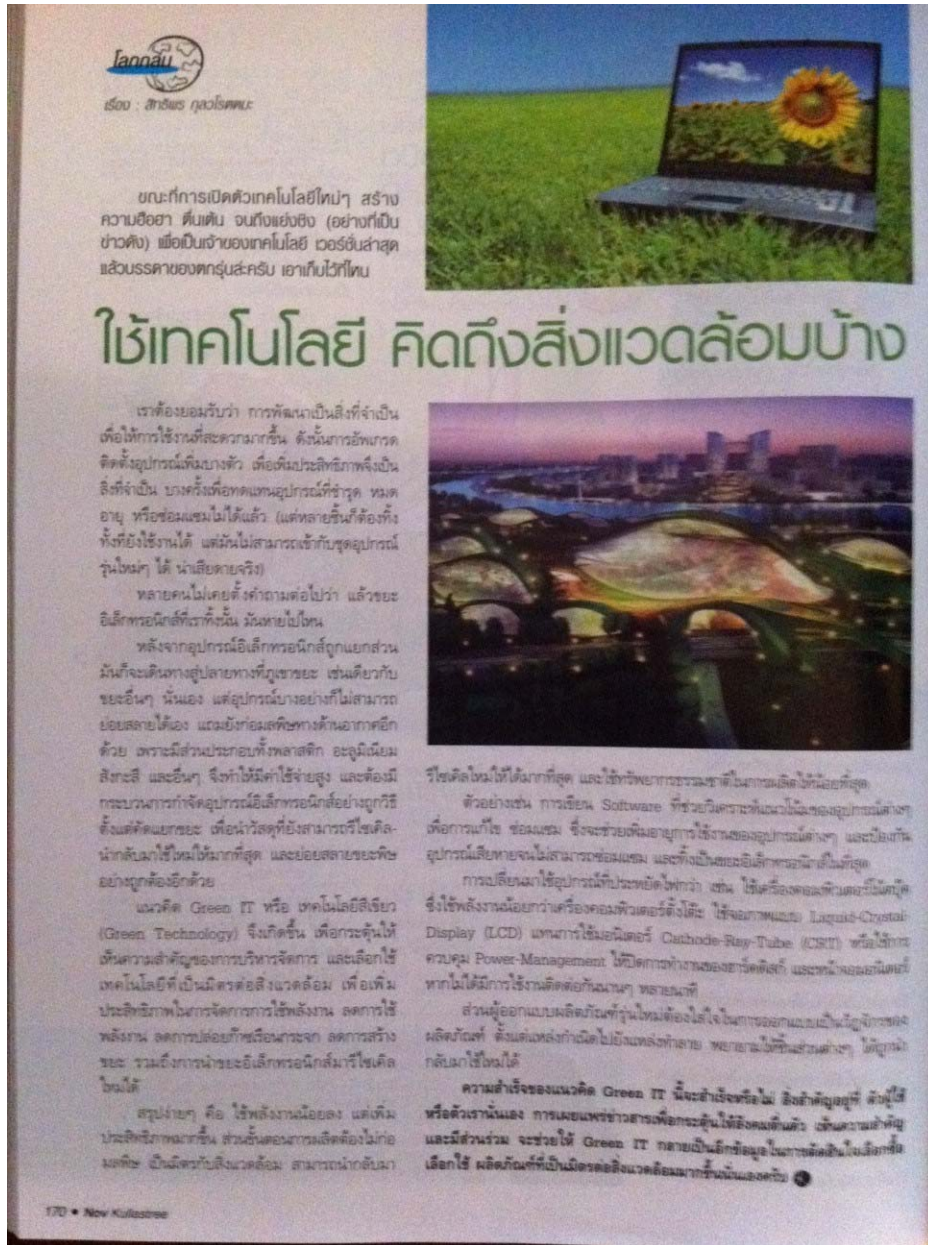 โลกกลม
เรื่อง : สิทธิพร กุลวโรตตมะ
ขณะที่การเปิดตัวเทคโนโลยีใหม่ๆ สร้าง
ความฮือฮา ตื่นเต้น จนถึงแย่งชิง (อย่างที่เป็น
ข่าวดัง) เพื่อเป็นเจ้าของเทคโนโลยี เวอร์ชั่นล่าสุด
แล้วบรรดาของตกรุ่นล่ะครับ เอาเก็บไว้ที่ไหน
ใช้เทคโนโลยี คิดถึงสิ่งแวดล้อมบ้าง
เราต้องยอมรับว่า การพัฒนาเป็นสิ่งที่จำเป็น
เพื่อให้การใช้งานที่สะดวกมากขึ้น ดังนั้นการอัพเกรด
ติดตั้งอุปกรณ์เพิ่มบางตัว เพื่อเพิ่มประสิทธิภาพจึงเป็น
สิ่งที่จำเป็น บางครั้งเพื่อทดแทนอุปกรณ์ที่ชำรุด หมด
อายุ หรือซ่อมแซมไม่ได้แล้ว (แต่หลายชิ้นก็ต้องทิ้ง
ทั้งที่ยังใช้งานได้ แต่มันไม่สามารถเข้ากับชุดอุปกรณ์
รุ่นใหม่ๆ ได้ น่าเสียดายจริง)
หลายคนไม่เคยตั้งคำถามต่อไปว่า แล้วขยะ
อิเล็กทรอนิกส์ที่เราทิ้งนั้น มันหายไปไหน
หลังจากอุปกรณ์อิเล็กทรอนิกส์ถูกแยกส่วน
มันก็จะเดินทางสู่ปลายทางที่ภูเขาขยะ เช่นเดียวกับ
ขยะอื่นๆ นั่นเอง แต่อุปกรณ์บางอย่างก็ไม่สามารถ
ย่อยสลายได้เอง แถมยังก่อมลพิษทางด้านอากาศอีก
ด้วย เพราะมีส่วนประกอบทั้งพลาสติก อะลูมิเนียม
สังกะสี และอื่นๆ จึงทำให้มีค่าใช้จ่ายสูง และต้องมี
กระบวนการกำจัดอุปกรณ์อิเล็กทรอนิกส์อย่างถูกวิธี
ตั้งแต่คัดแยกขยะ เพื่อนำวัสดุที่ยังสามารถรีไซเคิล-
นำกลับมาใช้ใหม่ให้มากที่สุด และย่อยสลายขยะพิษ
อย่างถูกต้องอีกด้วย
แนวคิด Green IT หรือ เทคโนโลยีสีเขียว
(Green Technology) จึงเกิดขึ้น เพื่อกระตุ้นให้
เห็นความสำคัญของการบริหารจัดการ และเลือกใช้
เทคโนโลยีที่เป็นมิตรต่อสิ่งแวดล้อม เพื่อเพิ่ม
ประสิทธิภาพในการจัดการการใช้พลังงาน ลดการใช้
พลังงาน ลดการปล่อยก๊าซเรือนกระจก ลดการสร้าง
ขยะ รวมถึงการนำขยะอิเล็กทรอนิกส์มารีไซเคิล
ใหม่ได้
สรุปง่ายๆ คือ ใช้พลังงานน้อยลง แต่เพิ่ม
ประสิทธิภาพมากขึ้น ส่วนขั้นตอนการผลิตต้องไม่ก่อ
มลพิษ เป็นมิตรกับสิ่งแวดล้อม สามารถนำกลับมา
รีไซเคิลใหม่ให้ได้มากที่สุด และใช้ทรัพยากรธรรมชาติในการผลิตให้น้อยที่สุด
ตัวอย่างเช่น การเขียน Software ที่ช่วยวิเคราะห์แนวโน้มของอุปกรณ์ต่างๆ
เพื่อการแก้ไข ซ่อมแซม ซึ่งจะช่วยเพิ่มอายุการใช้งานของอุปกรณ์ต่างๆ และป้องกัน
อุปกรณ์เสียหายจนไม่สามารถซ่อมแซม และทิ้งเป็นขยะอิเล็กทรอนิกส์ในที่สุด
การเปลี่ยนมาใช้อุปกรณ์ที่ประหยัดไฟกว่า เช่น ใช้เครื่องคอมพิวเตอร์โน้ตบุ๊ค
ซึ่งใช้พลังงานน้อยกว่าเครื่องคอมพิวเตอร์ตั้งโต๊ะ ใช้จอภาพแบบ Liquid-Crystal-
Display (LCD) แทนการใช้มอนิเตอร์ Cathode-Ray-Tube (CRT) หรือใช้การ
ควบคุม Power-Management ให้ปิดการทำงานของฮาร์ดดิสก์ และหน้าจอมอนิเตอร์
หากไม่ได้มีการใช้งานติดต่อกันนานๆ หลายนาที
ส่วนผู้ออกแบบผลิตภัณฑ์รุ่นใหม่ต้องใส่ใจในการออกแบบเป็นวัฏจักรของ
ผลิตภัณฑ์ ตั้งแต่แหล่งกำเนิดไปยังแหล่งทำลาย พยายามให้ชิ้นส่วนต่างๆ ได้ถูกนำ
กลับมาใช้ใหม่ได้
ความสำเร็จของแนวคิด Green IT นี้จะสำเร็จหรือไม่ สิ่งสำคัญอยู่ที่ ตัวผู้ใช้
หรือตัวเรานั่นเอง การเผยแพร่ข่าวสารเพื่อกระตุ้นให้สังคมตื่นตัว เห็นความสำคัญ
และมีส่วนร่วม จะช่วยให้ Green IT กลายเป็นอีกข้อมูลในการตัดสินใจเลือกซื้อ
เลือกใช้ ผลิตภัณฑ์ที่เป็นมิตรต่อสิ่งแวดล้อมมากขึ้นนั่นเองครับ
170 • Nov Kullastree